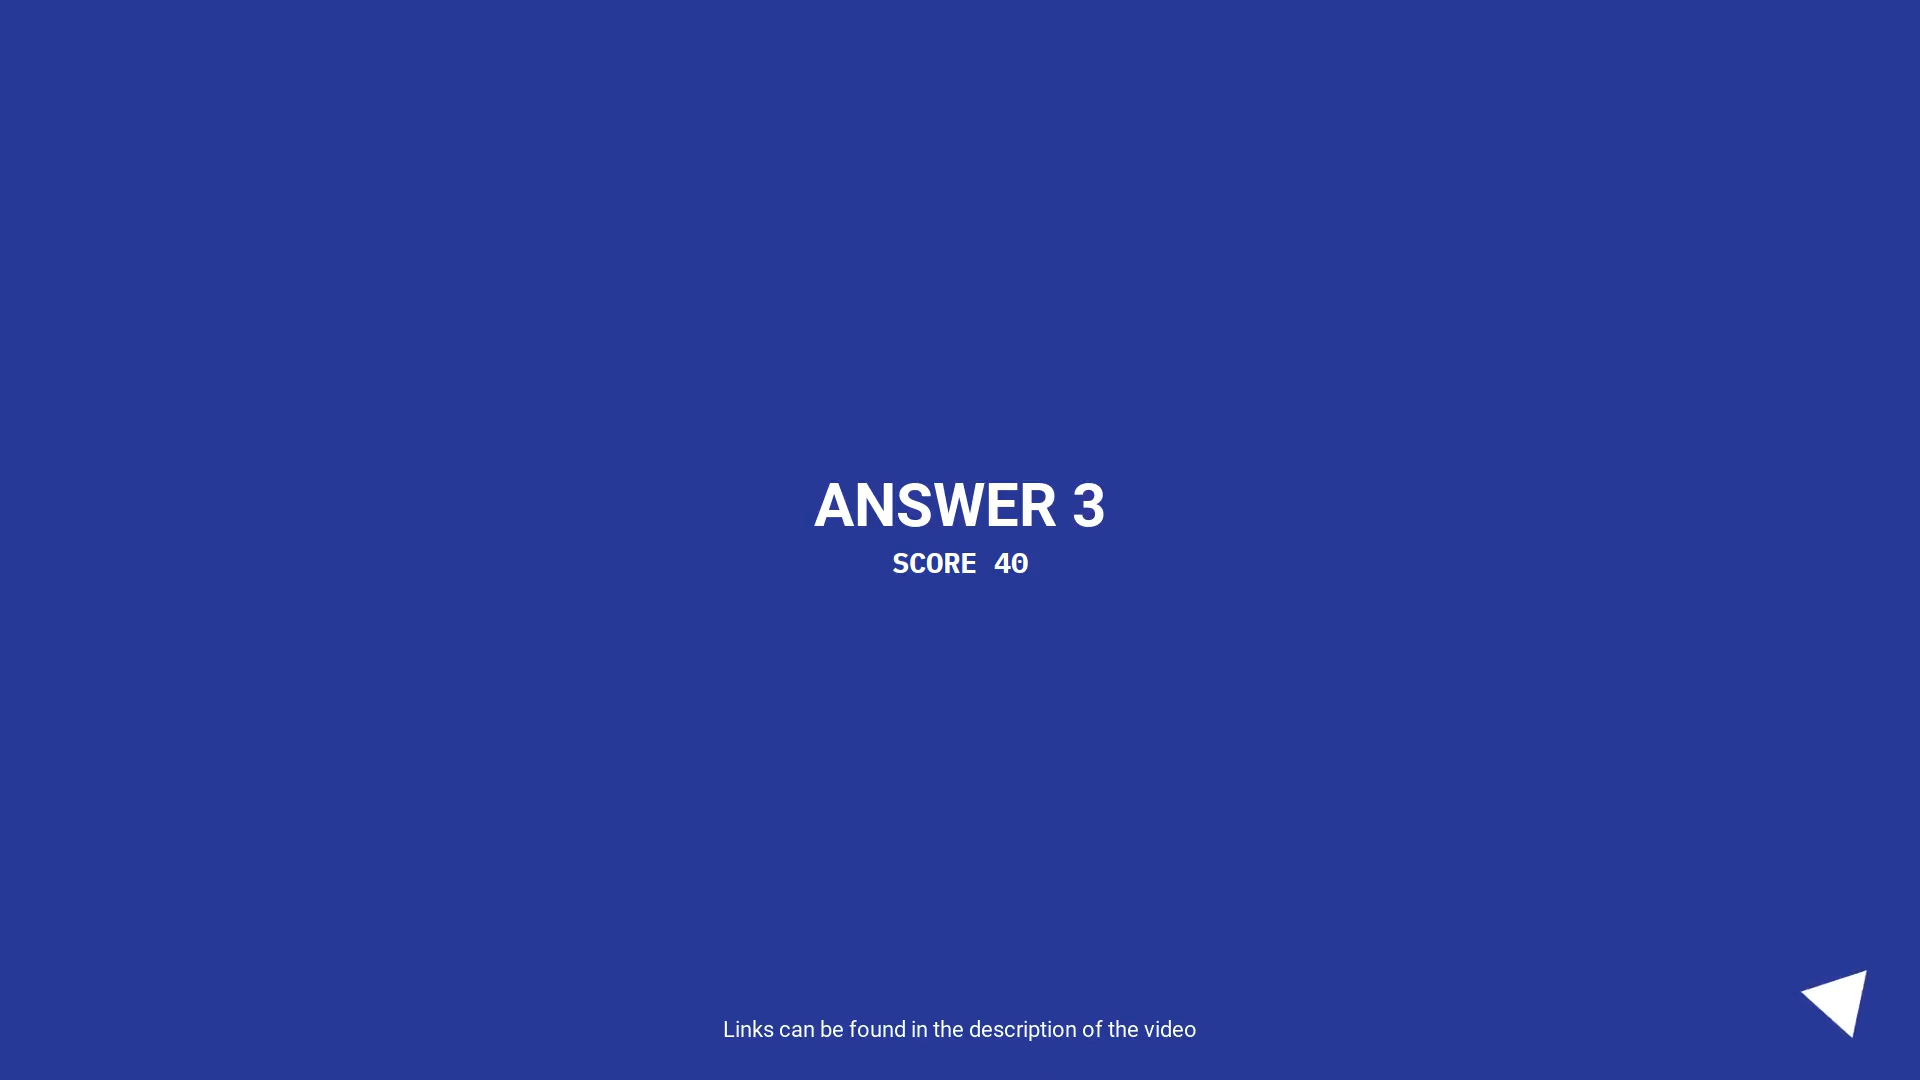 ANSWER 3
SCORE 40
Links can be found in the description of the video